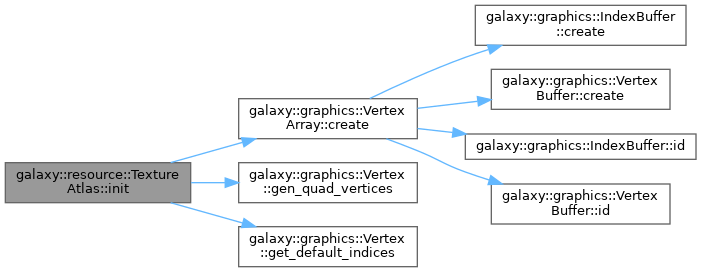 galaxy::resource::Texture
Atlas::init
galaxy::graphics::Vertex
Array::create
galaxy::graphics::Vertex
::gen_quad_vertices
galaxy::graphics::Vertex
::get_default_indices
galaxy::graphics::IndexBuffer
::create
galaxy::graphics::Vertex
Buffer::create
galaxy::graphics::IndexBuffer::id
galaxy::graphics::Vertex
Buffer::id